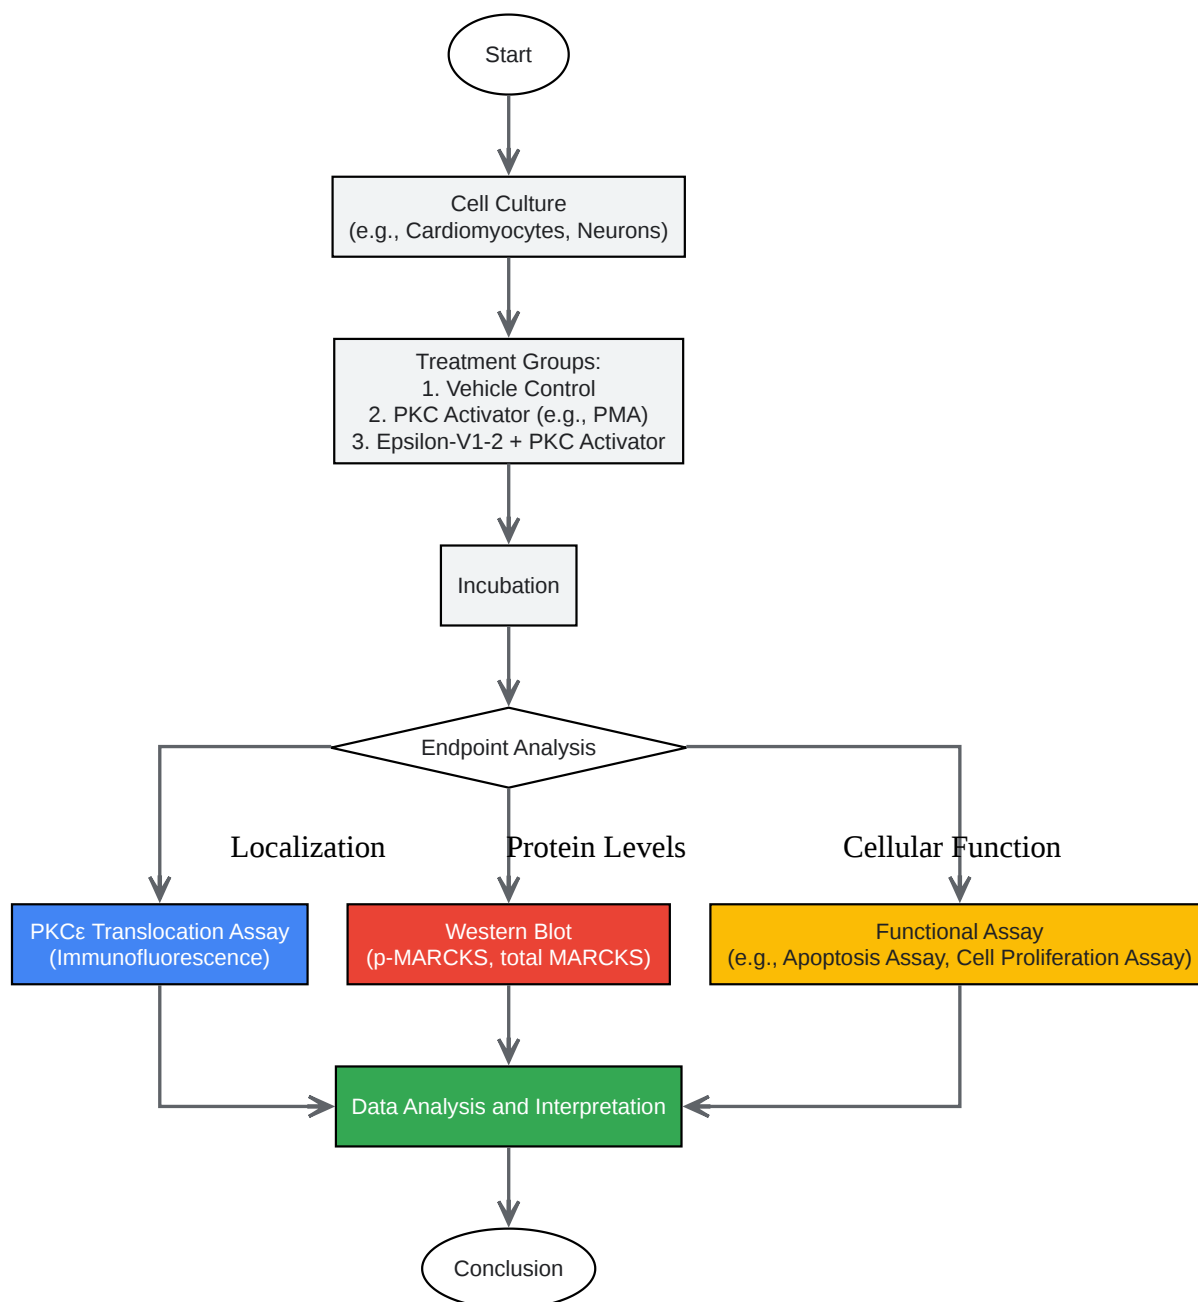 Start
Cell Culture
(e.g., Cardiomyocytes, Neurons)
Treatment Groups:
1. Vehicle Control
2. PKC Activator (e.g., PMA)
3. Epsilon-V1-2 + PKC Activator
Incubation
Endpoint Analysis
Localization
Protein Levels
Cellular Function
PKCε Translocation Assay
(Immunofluorescence)
Western Blot
(p-MARCKS, total MARCKS)
Functional Assay
(e.g., Apoptosis Assay, Cell Proliferation Assay)
Data Analysis and Interpretation
Conclusion